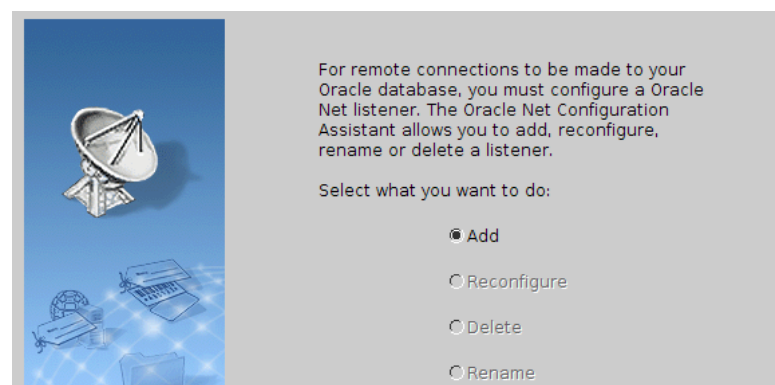 For remote connections to be made to your
Oracle database, you must configure a Oracle
Net listener. The Oracle Net Configuration
Assistant allows you to add, reconfigure,
rename or delete a listener.
Select what you want to do:
Add
Reconfigure
Delete
Rename